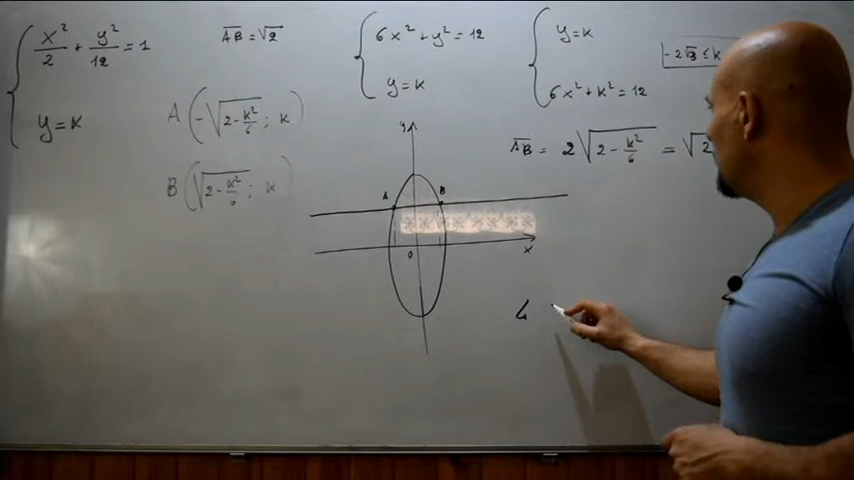 x²/2 + y²/12 = 1
y = K
AB = √2
A (-√(2 - K²/6) ; K)
B (√(2 - K²/6) ; K)
6x² + y² = 12
y = K
y = K
6x² + K² = 12
-2√3 ≤ K
AB = 2√(2 - K²/6) = √2
y
A
B
O
x
4